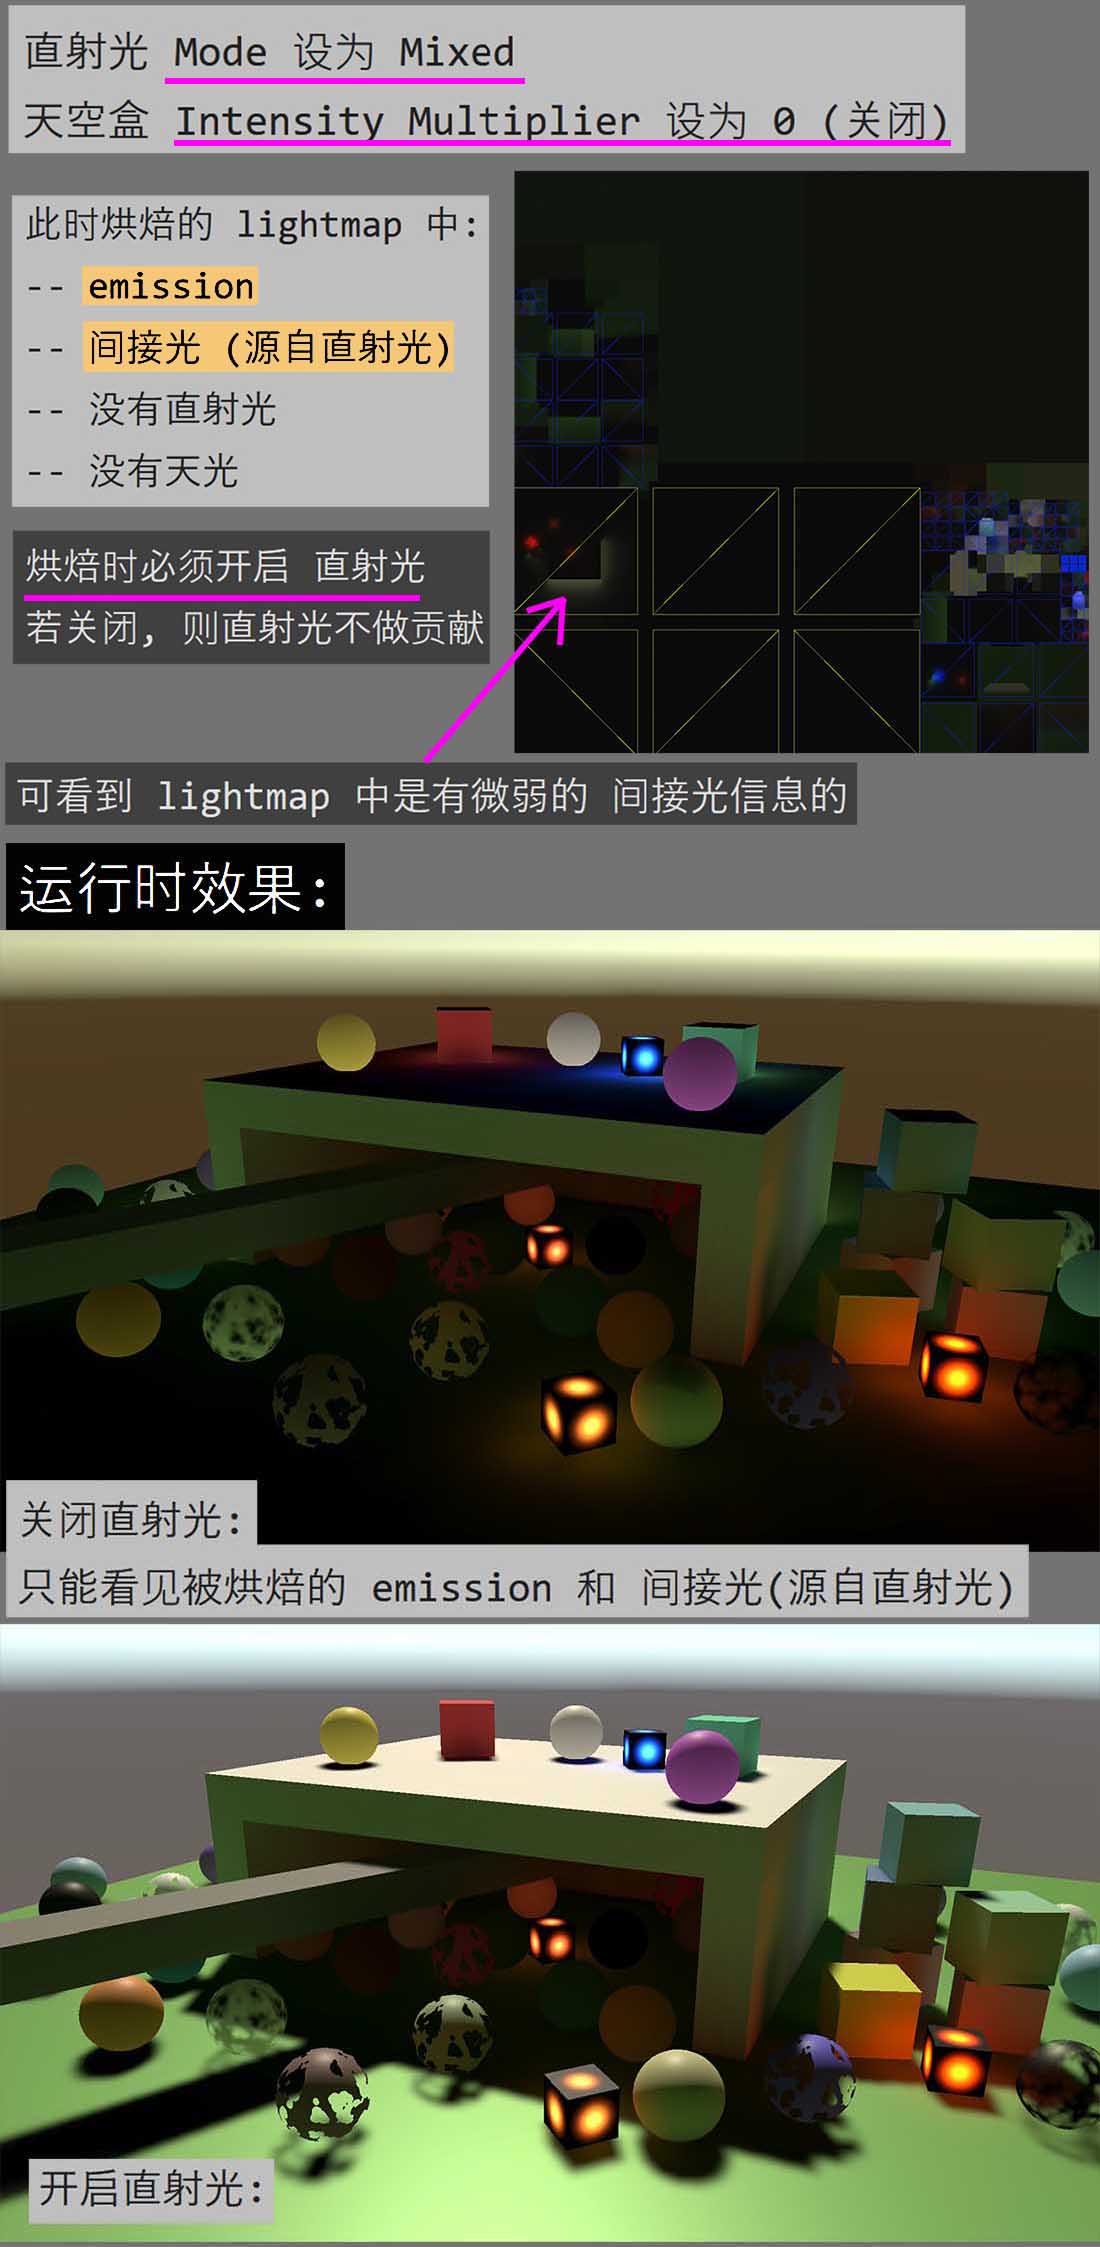 直射光 Mode 设为 Mixed
天空盒 Intensity Multiplier 设为 0 (关闭)
此时烘焙的 lightmap 中:
-- emission
-- 间接光 (源自直射光)
-- 没有直射光
-- 没有天光
烘焙时必须开启 直射光
若关闭, 则直射光不做贡献
可看到 lightmap 中是有微弱的 间接光信息的
运行时效果:
关闭直射光:
只能看见被烘焙的 emission 和 间接光(源自直射光)
开启直射光: